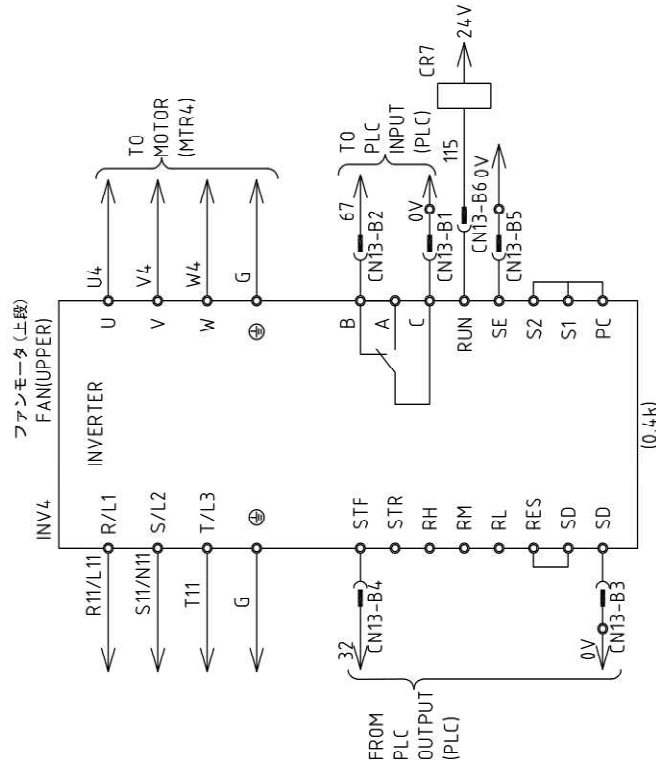 ファンモータ(上段)
FAN(UPPER)
INV4
INVERTER
(0.4k)
R11/L11
R/L1
S11/N11
S/L2
T11
T/L3
G
U
U4
V
V4
W
W4
G
TO
MOTOR
(MTR4)
STF
STR
RH
RM
RL
RES
SD
SD
32
CN13-B4
0V
CN13-B3
FROM
PLC
OUTPUT
(PLC)
B
A
C
RUN
SE
S2
S1
PC
67
CN13-B2
0V
CN13-B1
TO
PLC
INPUT
(PLC)
115
CN13-B6
CR7
24V
0V
CN13-B5